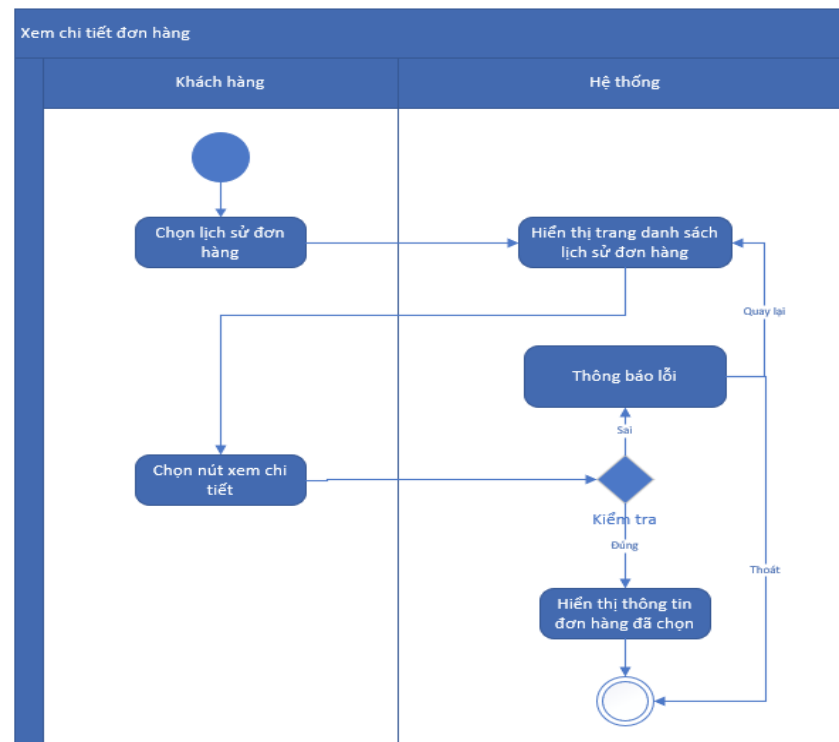 Xem chi tiết đơn hàng
Khách hàng
Hệ thống
Chọn lịch sử đơn
hàng
Hiển thị trang danh sách
lịch sử đơn hàng
Quay lại
Thông báo lỗi
Sai
Chọn nút xem chi
tiết
Kiểm tra
Đúng
Thoát
Hiển thị thông tin
đơn hàng đã chọn